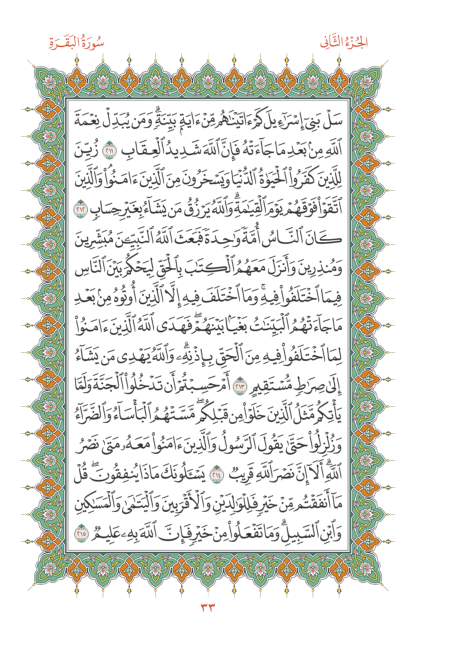 الجُزْءُ الثَّانِي
سُورَةُ البَقَرَةِ
سَلْ بَنِيٓ إِسْرَٰٓءِيلَ كَمْ ءَاتَيْنَٰهُم مِّنْ ءَايَةِۭ بَيِّنَةٖۗ وَمَن يُبَدِّلْ نِعْمَةَ
ٱللَّهِ مِنۢ بَعْدِ مَا جَآءَتْهُ فَإِنَّ ٱللَّهَ شَدِيدُ ٱلْعِقَابِ ٢١١ زُيِّنَ
لِلَّذِينَ كَفَرُواْ ٱلْحَيَوٰةُ ٱلدُّنْيَا وَيَسْخَرُونَ مِنَ ٱلَّذِينَ ءَامَنُواْۘ وَٱلَّذِينَ
ٱتَّقَوْاْ فَوْقَهُمْ يَوْمَ ٱلْقِيَٰمَةِۗ وَٱللَّهُ يَرْزُقُ مَن يَشَآءُ بِغَيْرِ حِسَابٖ ٢١٢
كَانَ ٱلنَّاسُ أُمَّةٗ وَٰحِدَةٗ فَبَعَثَ ٱللَّهُ ٱلنَّبِيِّـۧنَ مُبَشِّرِينَ
وَمُنذِرِينَ وَأَنزَلَ مَعَهُمُ ٱلْكِتَٰبَ بِٱلْحَقِّ لِيَحْكُمَ بَيْنَ ٱلنَّاسِ
فِيمَا ٱخْتَلَفُواْ فِيهِۚ وَمَا ٱخْتَلَفَ فِيهِ إِلَّا ٱلَّذِينَ أُوتُوهُ مِنۢ بَعْدِ
مَا جَآءَتْهُمُ ٱلْبَيِّنَٰتُ بَغْيَۢا بَيْنَهُمْۖ فَهَدَى ٱللَّهُ ٱلَّذِينَ ءَامَنُواْ
لِمَا ٱخْتَلَفُواْ فِيهِ مِنَ ٱلْحَقِّ بِإِذْنِهِۦۗ وَٱللَّهُ يَهْدِي مَن يَشَآءُ
إِلَىٰ صِرَٰطٖ مُّسْتَقِيمٍ ٢١٣ أَمْ حَسِبْتُمْ أَن تَدْخُلُواْ ٱلْجَنَّةَ وَلَمَّا
يَأْتِكُم مَّثَلُ ٱلَّذِينَ خَلَوْاْ مِن قَبْلِكُمۖ مَّسَّتْهُمُ ٱلْبَأْسَآءُ وَٱلضَّرَّآءُ
وَزُلْزِلُواْ حَتَّىٰ يَقُولَ ٱلرَّسُولُ وَٱلَّذِينَ ءَامَنُواْ مَعَهُۥ مَتَىٰ نَصْرُ
ٱللَّهِۗ أَلَآ إِنَّ نَصْرَ ٱللَّهِ قَرِيبٞ ٢١٤ يَسْـَٔلُونَكَ مَاذَا يُنفِقُونَۖ قُلْ
مَآ أَنفَقْتُم مِّنْ خَيْرٖ فَلِلْوَٰلِدَيْنِ وَٱلْأَقْرَبِينَ وَٱلْيَتَٰمَىٰ وَٱلْمَسَٰكِينِ
وَٱبْنِ ٱلسَّبِيلِۗ وَمَا تَفْعَلُواْ مِنْ خَيْرٖ فَإِنَّ ٱللَّهَ بِهِۦ عَلِيمٞ ٢١٥
٣٣